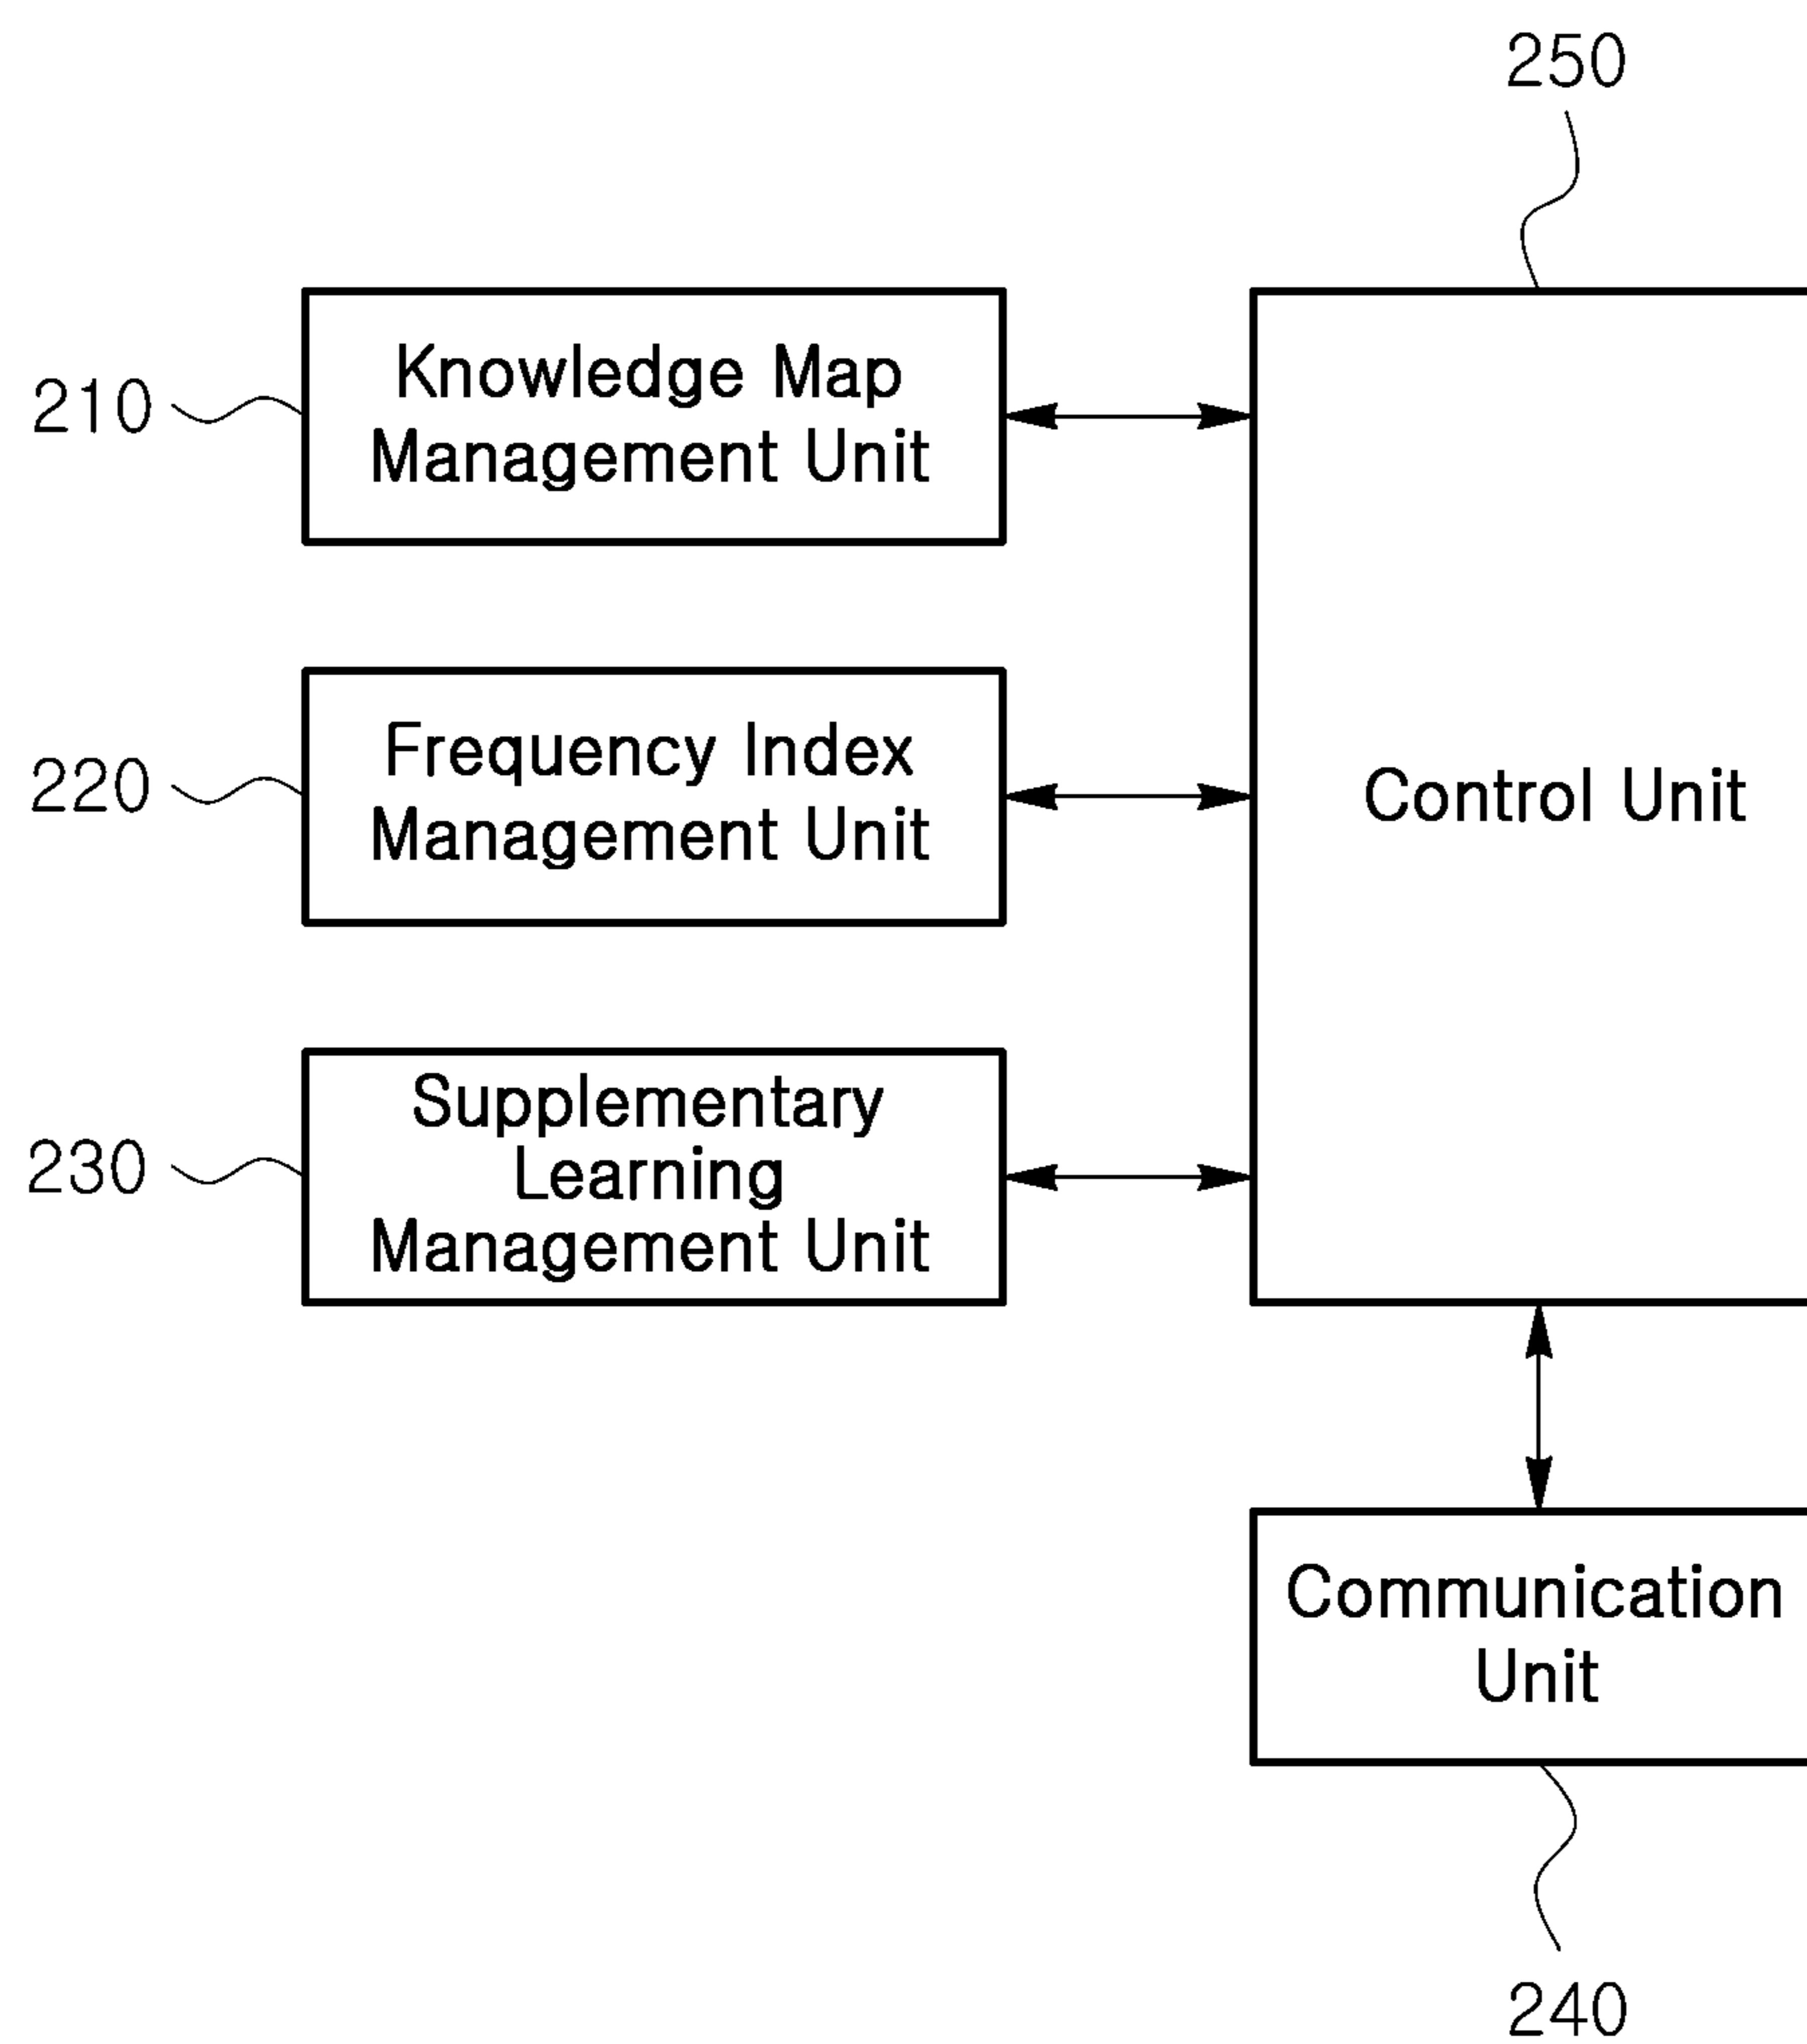 250
210
Knowledge Map
Management Unit
220
Frequency Index
Management Unit
Control Unit
230
Supplementary
Learning
Management Unit
Communication
Unit
240